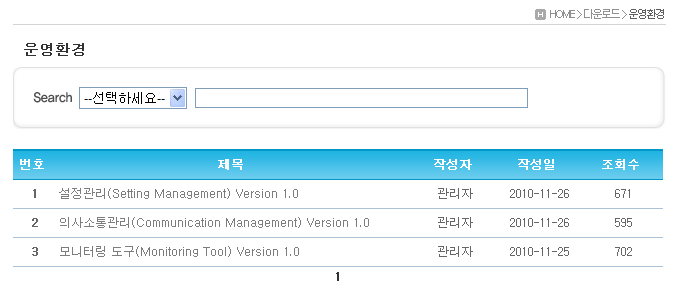 H HOME > 다운로드 > 운영환경
운영환경
Search --선택하세요--
번호 제목 작성자 작성일 조회수
1 설정관리(Setting Management) Version 1.0 관리자 2010-11-26 671
2 의사소통관리(Communication Management) Version 1.0 관리자 2010-11-26 595
3 모니터링 도구(Monitoring Tool) Version 1.0 관리자 2010-11-25 702
1